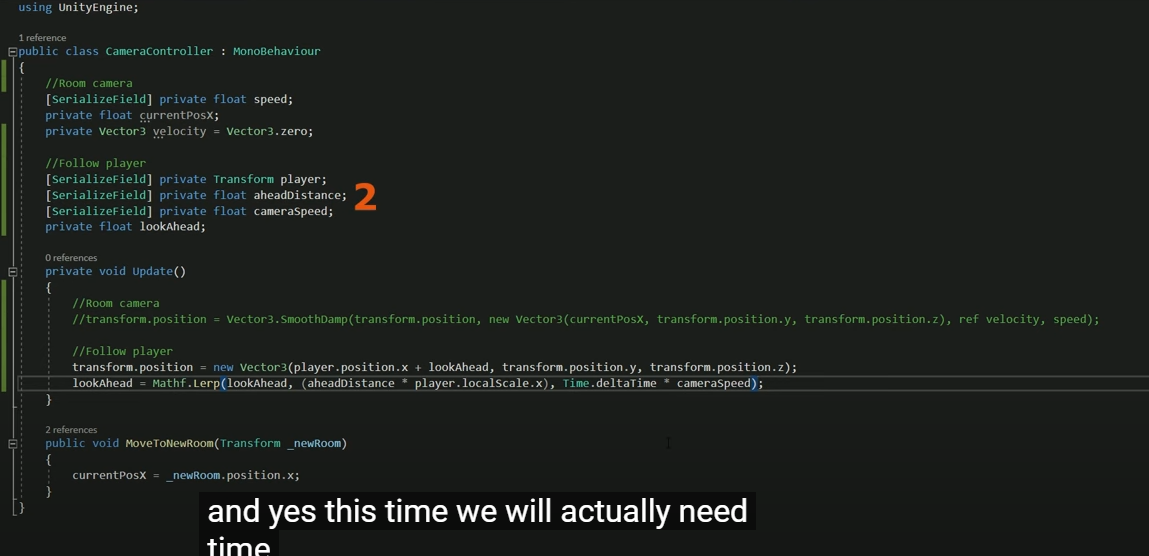 using UnityEngine;
1 reference
public class CameraController : MonoBehaviour
{
//Room camera
[SerializeField] private float speed;
private float currentPosX;
private Vector3 velocity = Vector3.zero;
//Follow player
[SerializeField] private Transform player;
[SerializeField] private float aheadDistance;
[SerializeField] private float cameraSpeed;
2
private float lookAhead;
0 references
private void Update()
{
//Room camera
//transform.position = Vector3.SmoothDamp(transform.position, new Vector3(currentPosX, transform.position.y, transform.position.z), ref velocity, speed);
//Follow player
transform.position = new Vector3(player.position.x + lookAhead, transform.position.y, transform.position.z);
lookAhead = Mathf.Lerp(lookAhead, (aheadDistance * player.localScale.x), Time.deltaTime * cameraSpeed);
}
2 references
public void MoveToNewRoom(Transform _newRoom)
{
currentPosX = _newRoom.position.x;
}
}
and yes this time we will actually need
time